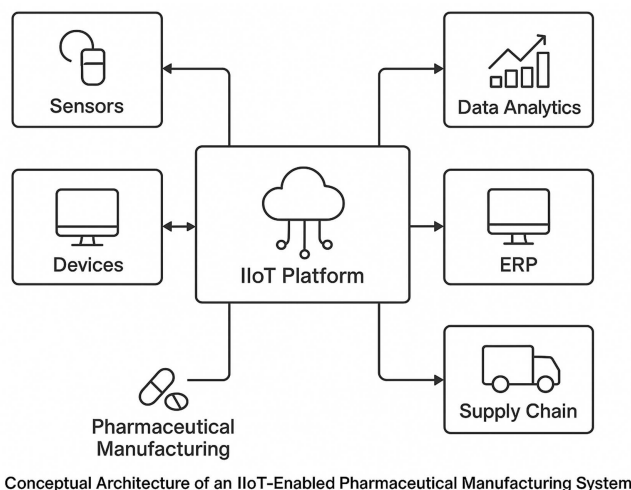 Sensors
Data Analytics
Devices
IIoT Platform
ERP
Pharmaceutical
Manufacturing
Supply Chain
Conceptual Architecture of an IIoT-Enabled Pharmaceutical Manufacturing System